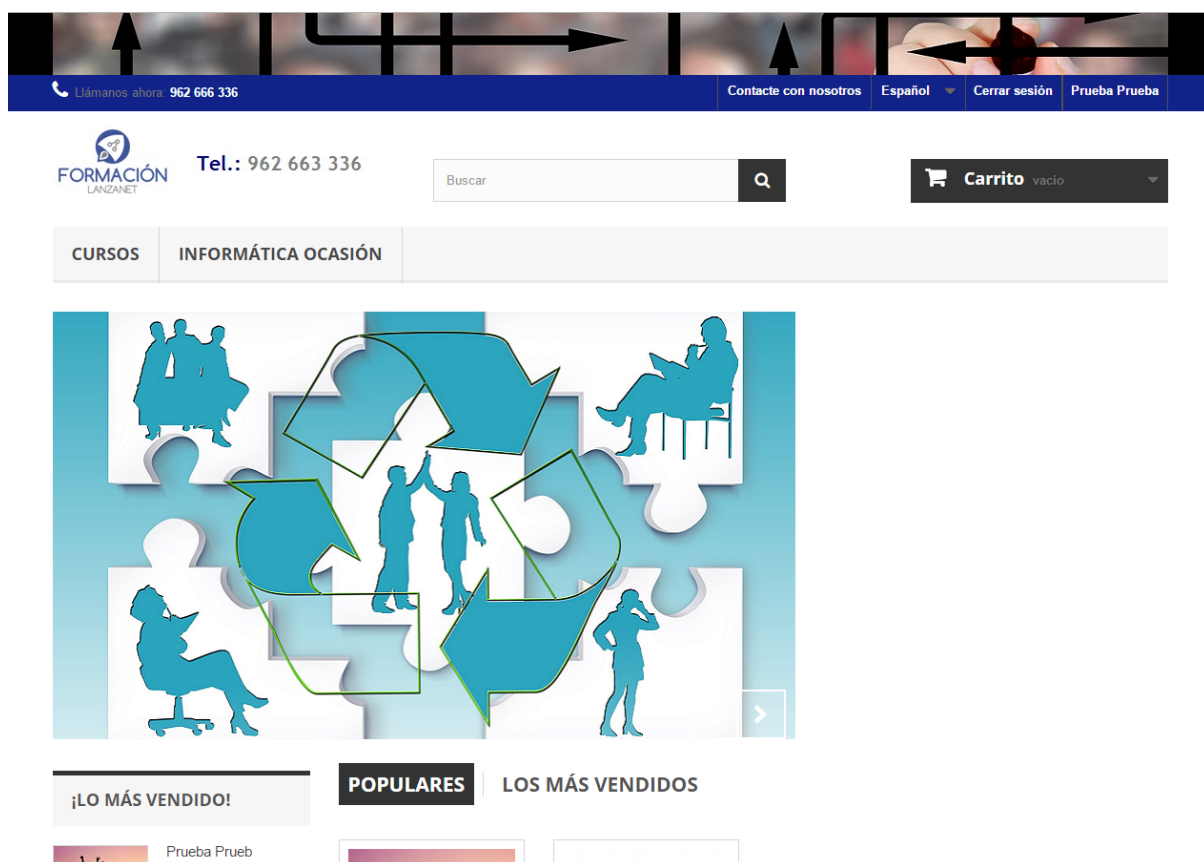 Llámanos ahora: 962 666 336
Contacte con nosotros
Español
Cerrar sesión
Prueba Prueba
FORMACIÓN
LANZANET
Tel.: 962 663 336
Buscar
Carrito vacío
CURSOS
INFORMÁTICA OCASIÓN
¡LO MÁS VENDIDO!
Prueba Prueb
POPULARES
LOS MÁS VENDIDOS